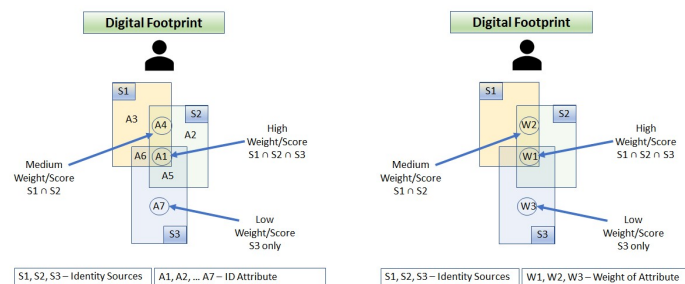 Digital Footprint
S1
A3
A4
S2
A2
A6
A1
A5
A7
S3
Medium
Weight/Score
S1 ∩ S2
High
Weight/Score
S1 ∩ S2 ∩ S3
Low
Weight/Score
S3 only
S1, S2, S3 – Identity Sources
A1, A2, ... A7 – ID Attribute
Digital Footprint
S1
W2
S2
W1
W3
S3
Medium
Weight/Score
S1 ∩ S2
High
Weight/Score
S1 ∩ S2 ∩ S3
Low
Weight/Score
S3 only
S1, S2, S3 – Identity Sources
W1, W2, W3 – Weight of Attribute